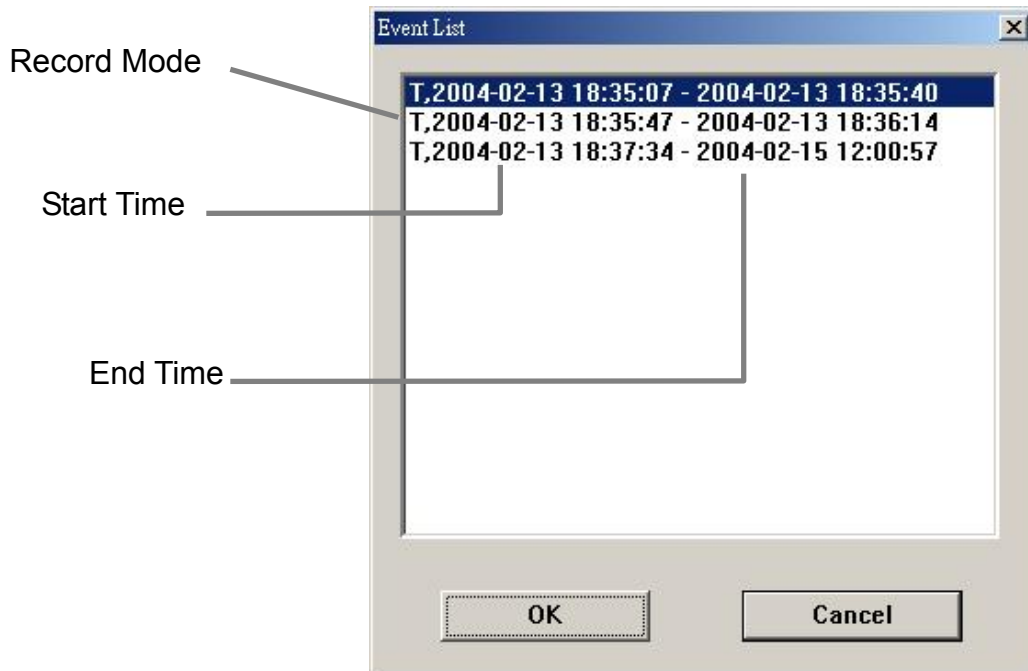 Event List
Record Mode
T,2004-02-13 18:35:07 - 2004-02-13 18:35:40
T,2004-02-13 18:35:47 - 2004-02-13 18:36:14
T,2004-02-13 18:37:34 - 2004-02-15 12:00:57
Start Time
End Time
OK
Cancel